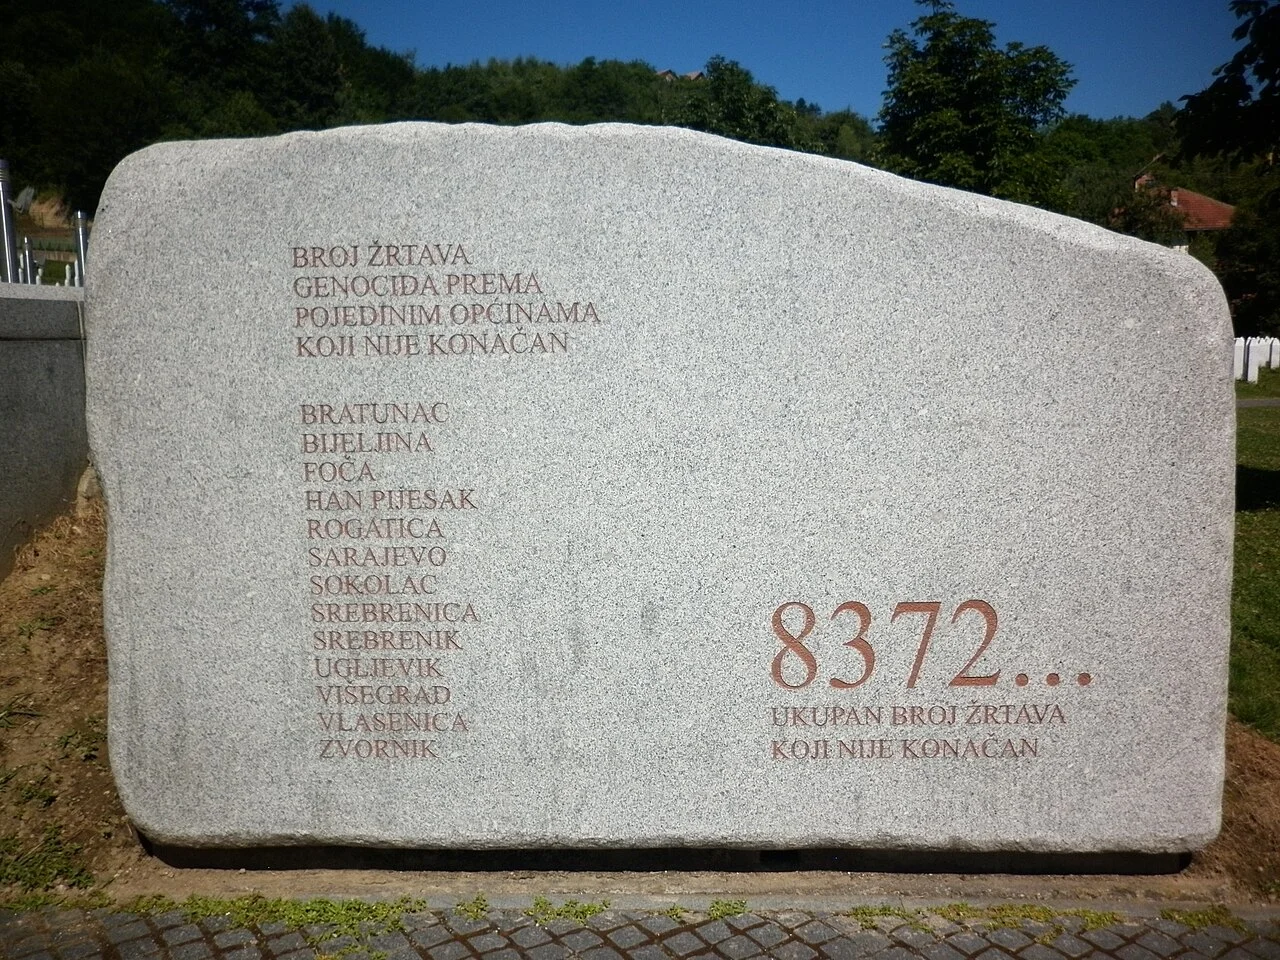 BROJ ŽRTAVA
GENOCIDA PREMA
POJEDINIM OPĆINAMA
KOJI NIJE KONAČAN
BRATUNAC
BIJELJINA
FOČA
HAN PIJESAK
ROGATICA
SARAJEVO
SOKOLAC
SREBRENICA
SREBRENIK
UGLJEVIK
VIŠEGRAD
VLASENICA
ZVORNIK
8372...
UKUPAN BROJ ŽRTAVA
KOJI NIJE KONAČAN